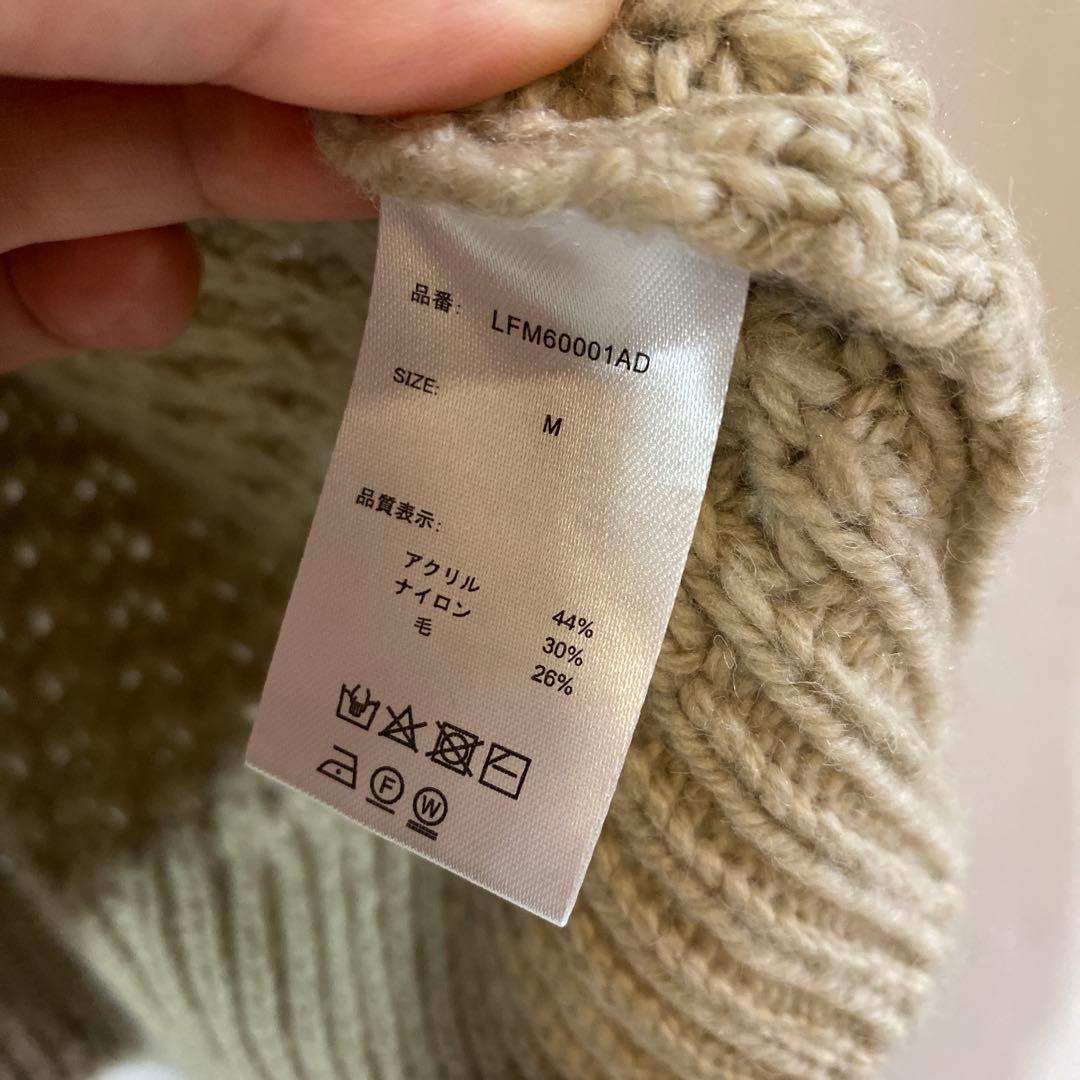 品番: LFM60001AD
SIZE: M
品質表示:
アクリル 44%
ナイロン 30%
毛 26%
F W